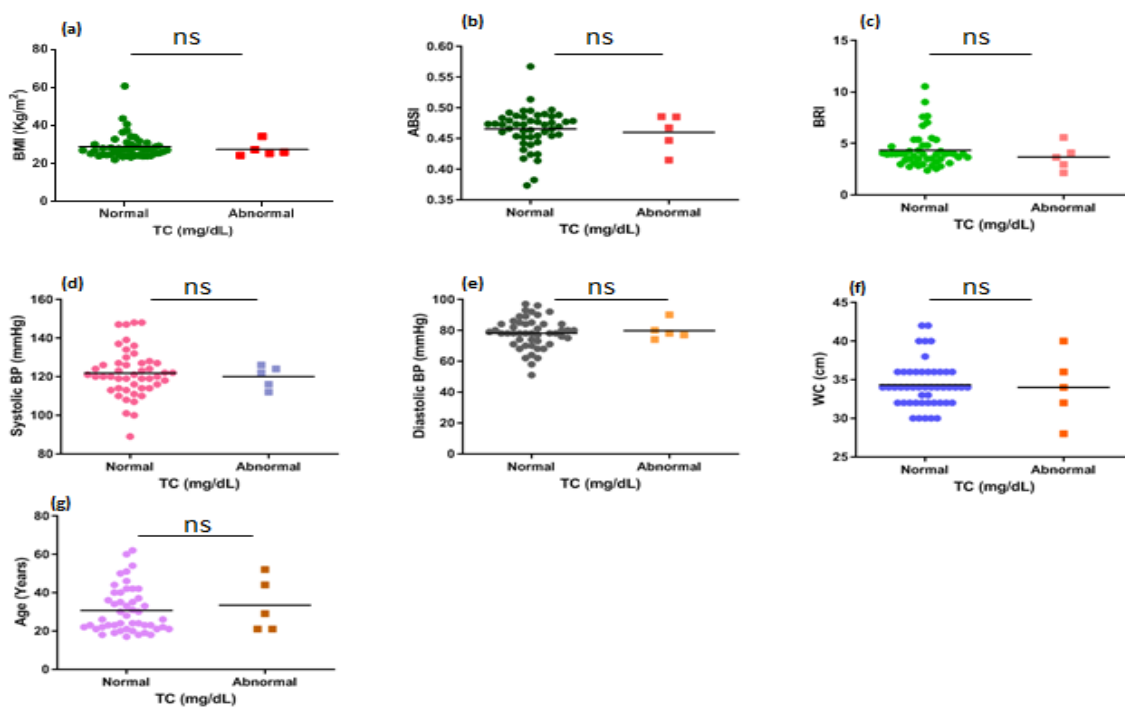 (a)
ns
BMI (Kg/m²)
80
60
40
20
0
Normal Abnormal
TC (mg/dL)
(b)
ns
ABSI
0.60
0.55
0.50
0.45
0.40
0.35
Normal Abnormal
TC (mg/dL)
(c)
ns
BRI
15
10
5
0
Normal Abnormal
TC (mg/dL)
(d)
ns
Systolic BP (mmHg)
160
140
120
100
80
Normal Abnormal
TC (mg/dL)
(e)
ns
Diastolic BP (mmHg)
100
80
60
40
20
0
Normal Abnormal
TC (mg/dL)
(f)
ns
WC (cm)
45
40
35
30
25
Normal Abnormal
TC (mg/dL)
(g)
ns
Age (Years)
80
60
40
20
0
Normal Abnormal
TC (mg/dL)